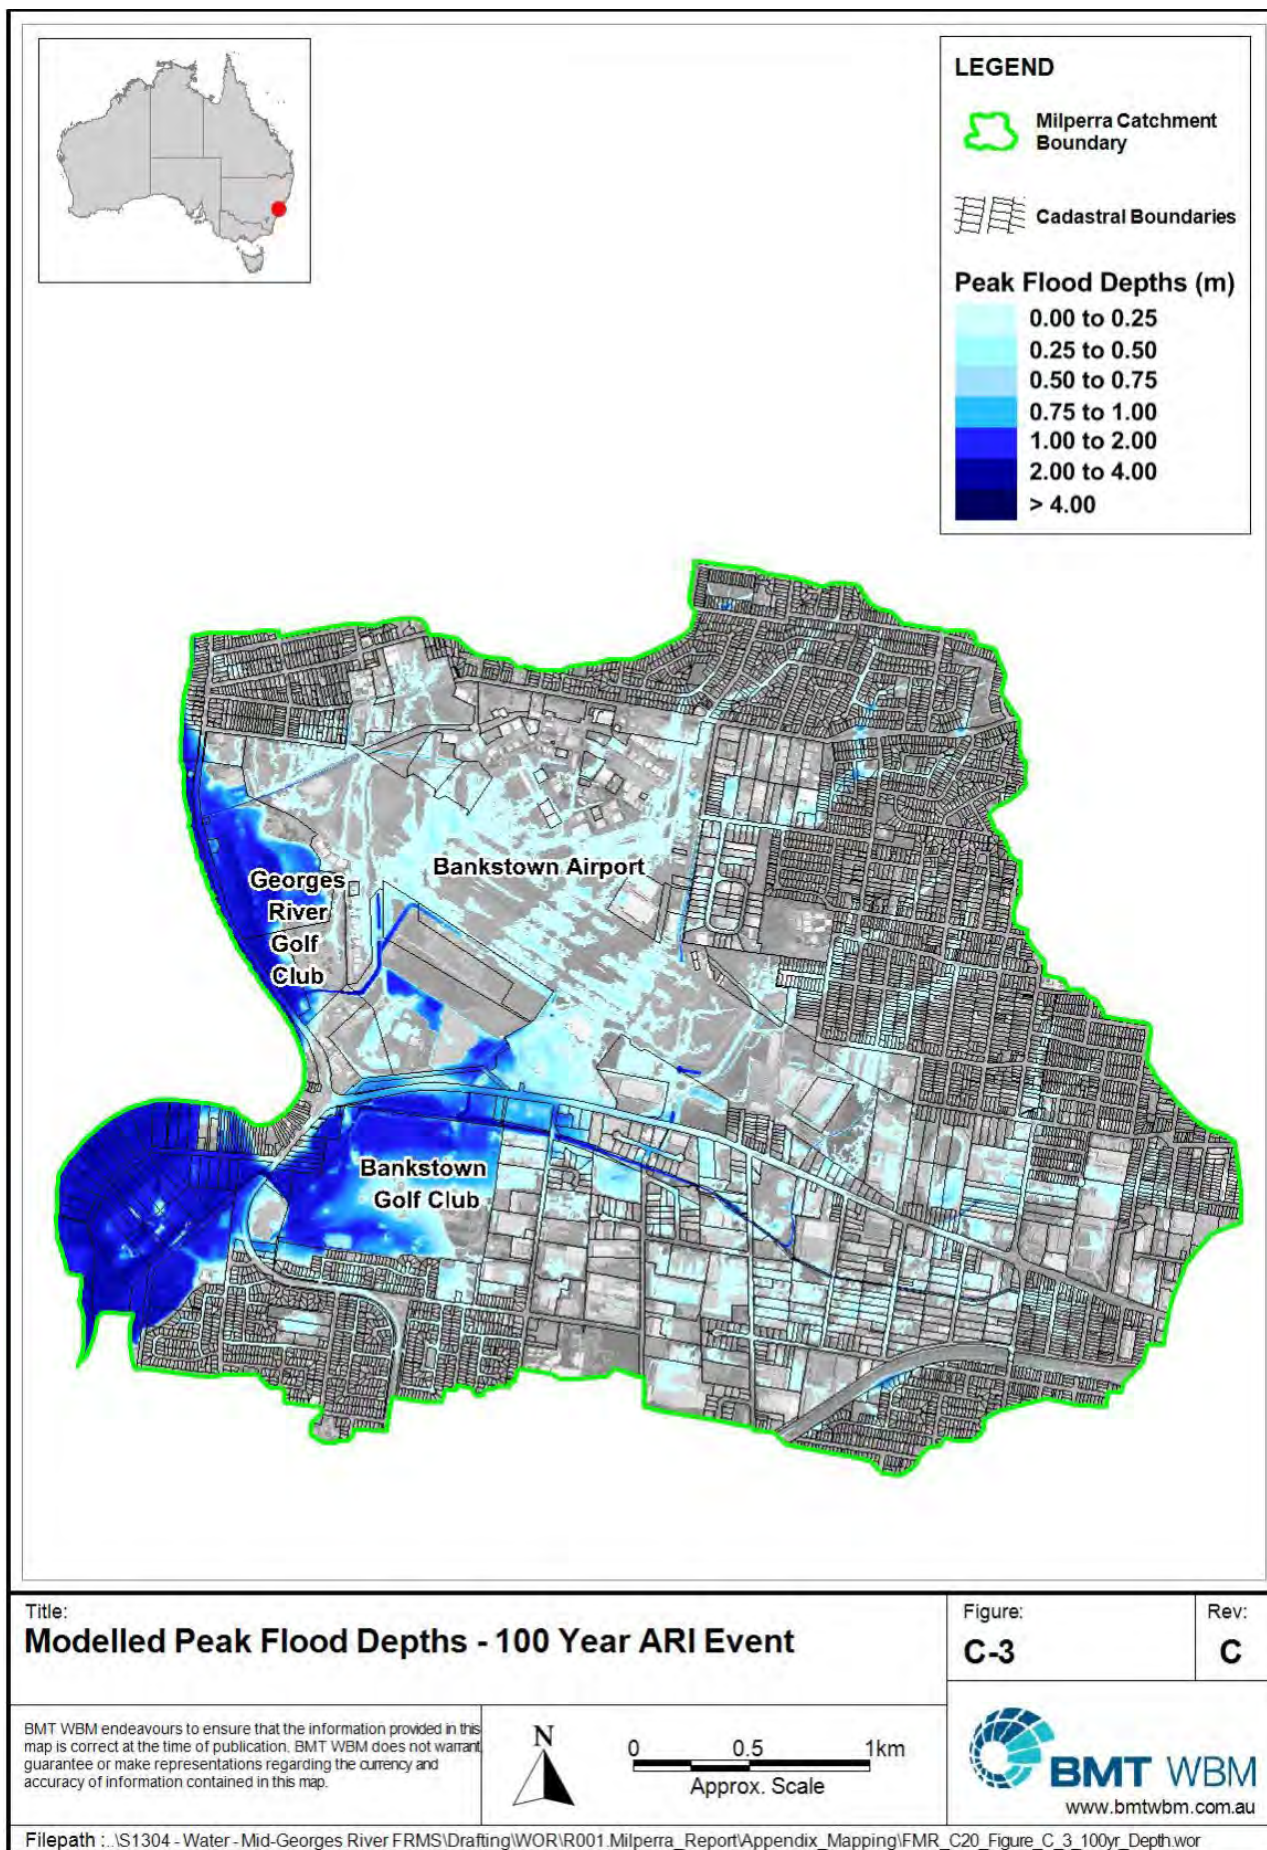 LEGEND
Milperra Catchment
Boundary
Cadastral Boundaries
Peak Flood Depths (m)
0.00 to 0.25
0.25 to 0.50
0.50 to 0.75
0.75 to 1.00
1.00 to 2.00
2.00 to 4.00
> 4.00
Bankstown Airport
Georges
River
Golf
Club
Bankstown
Golf Club
Title:
Modelled Peak Flood Depths - 100 Year ARI Event
Figure:
C-3
Rev:
C
BMT WBM endeavours to ensure that the information provided in this
map is correct at the time of publication. BMT WBM does not warrant,
guarantee or make representations regarding the currency and
accuracy of information contained in this map.
N
0 0.5 1km
Approx. Scale
BMT WBM
www.bmtwbm.com.au
Filepath :..\S1304 - Water - Mid-Georges River FRMS\Drafting\WOR\R001.Milperra_Report\Appendix_Mapping\FMR_C20_Figure_C_3_100yr_Depth.wor